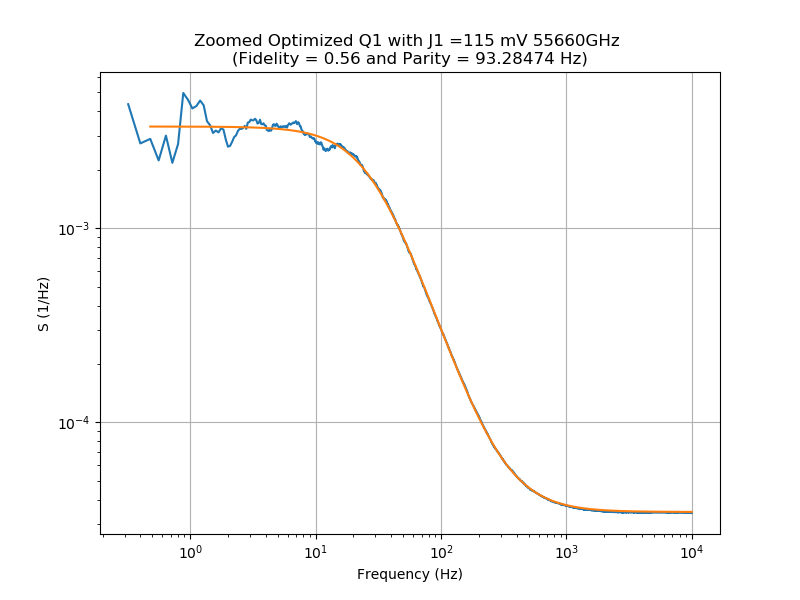 Zoomed Optimized Q1 with J1 =115 mV 55660GHz
(Fidelity = 0.56 and Parity = 93.28474 Hz)
S (1/Hz)
10⁻³
10⁻⁴
10⁰ 10¹ 10² 10³ 10⁴
Frequency (Hz)